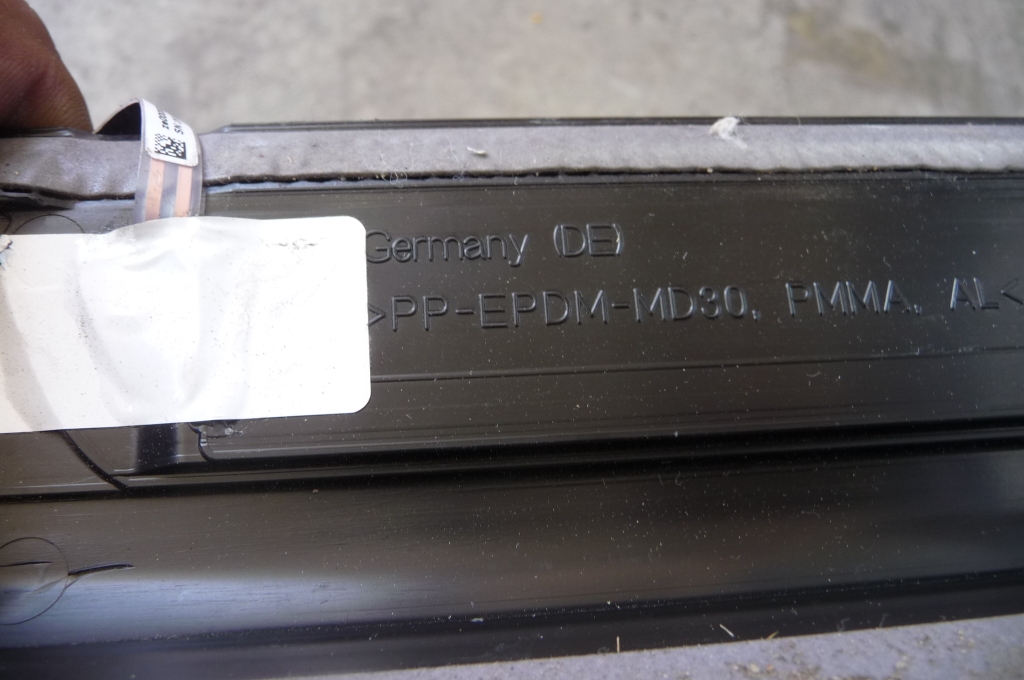 Germany (DE)
>PP-EPDM-MD30, PMMA, AL<